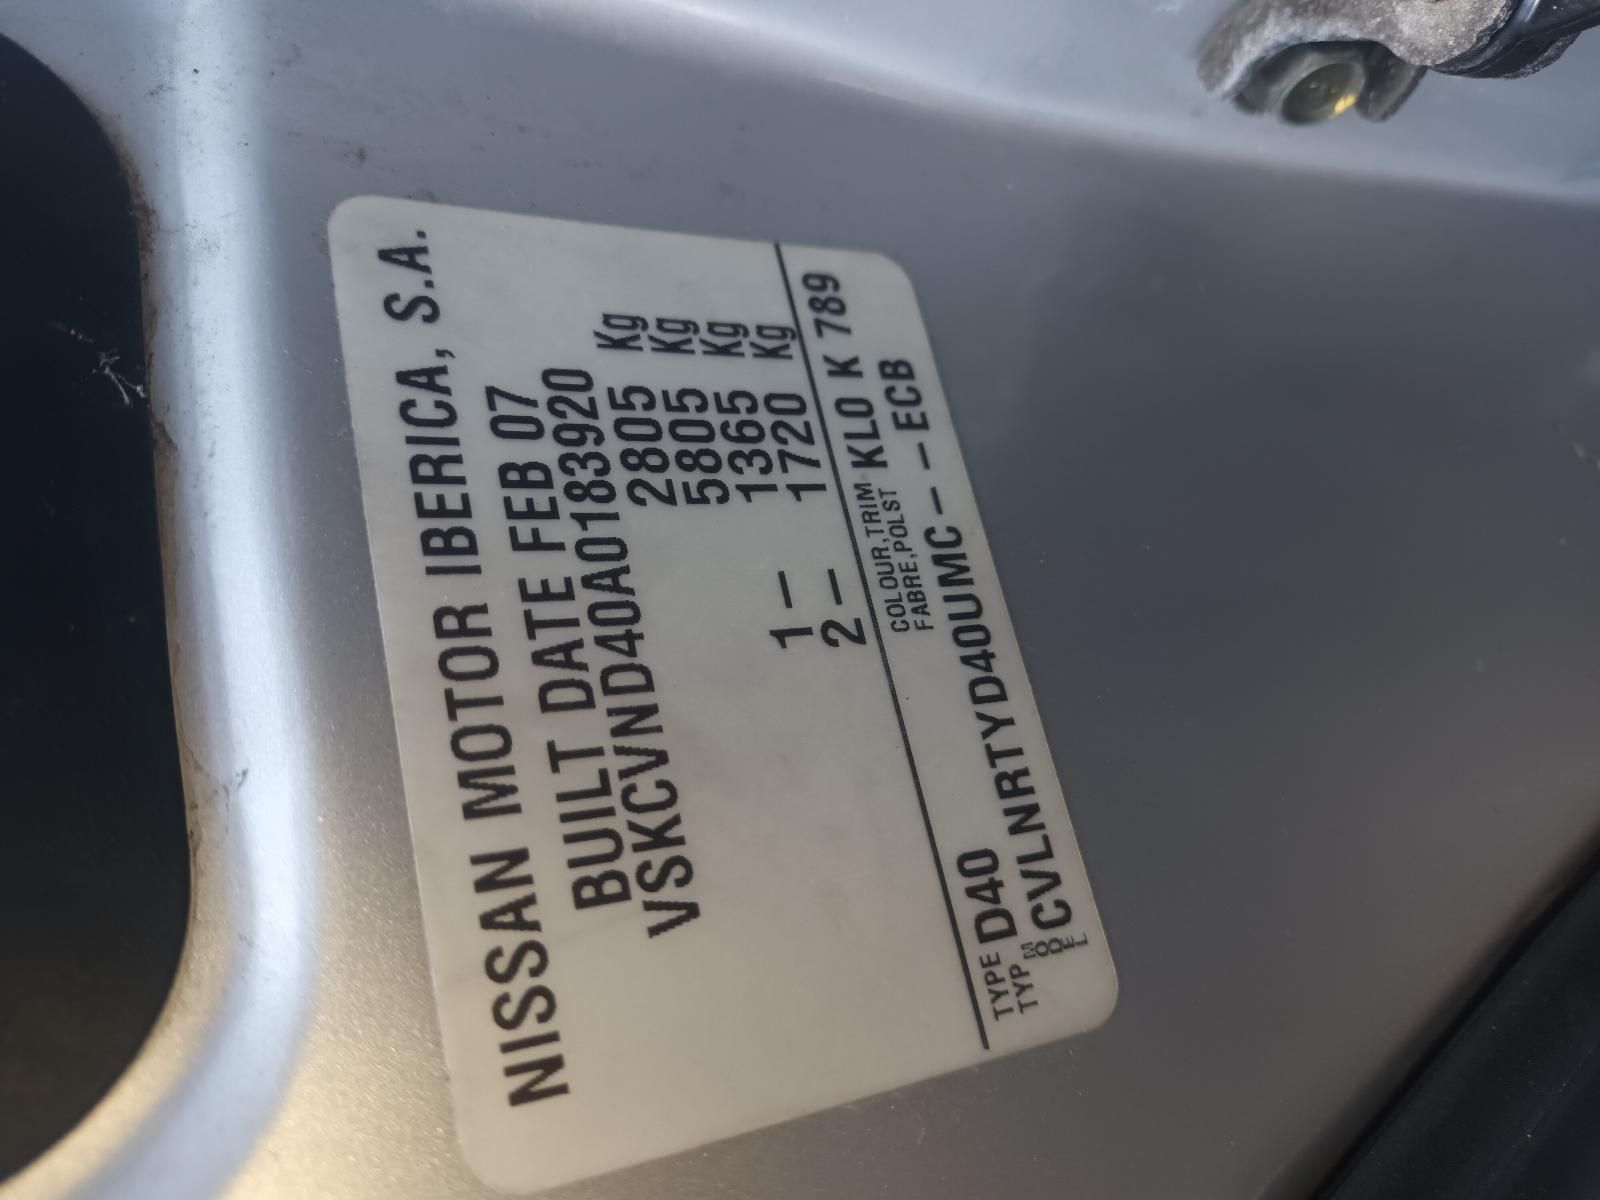 NISSAN MOTOR IBERICA, S.A.
BUILT DATE FEB 07
VSKCVND40A0183920
2805 Kg
5805 Kg
1 – 1365 Kg
2 – 1720 Kg
TYPE D40
TYP
COLOUR,TRIM KL0 K 789
FABRE,POLST
MODEL CVLNRTYD40UMC – – ECB